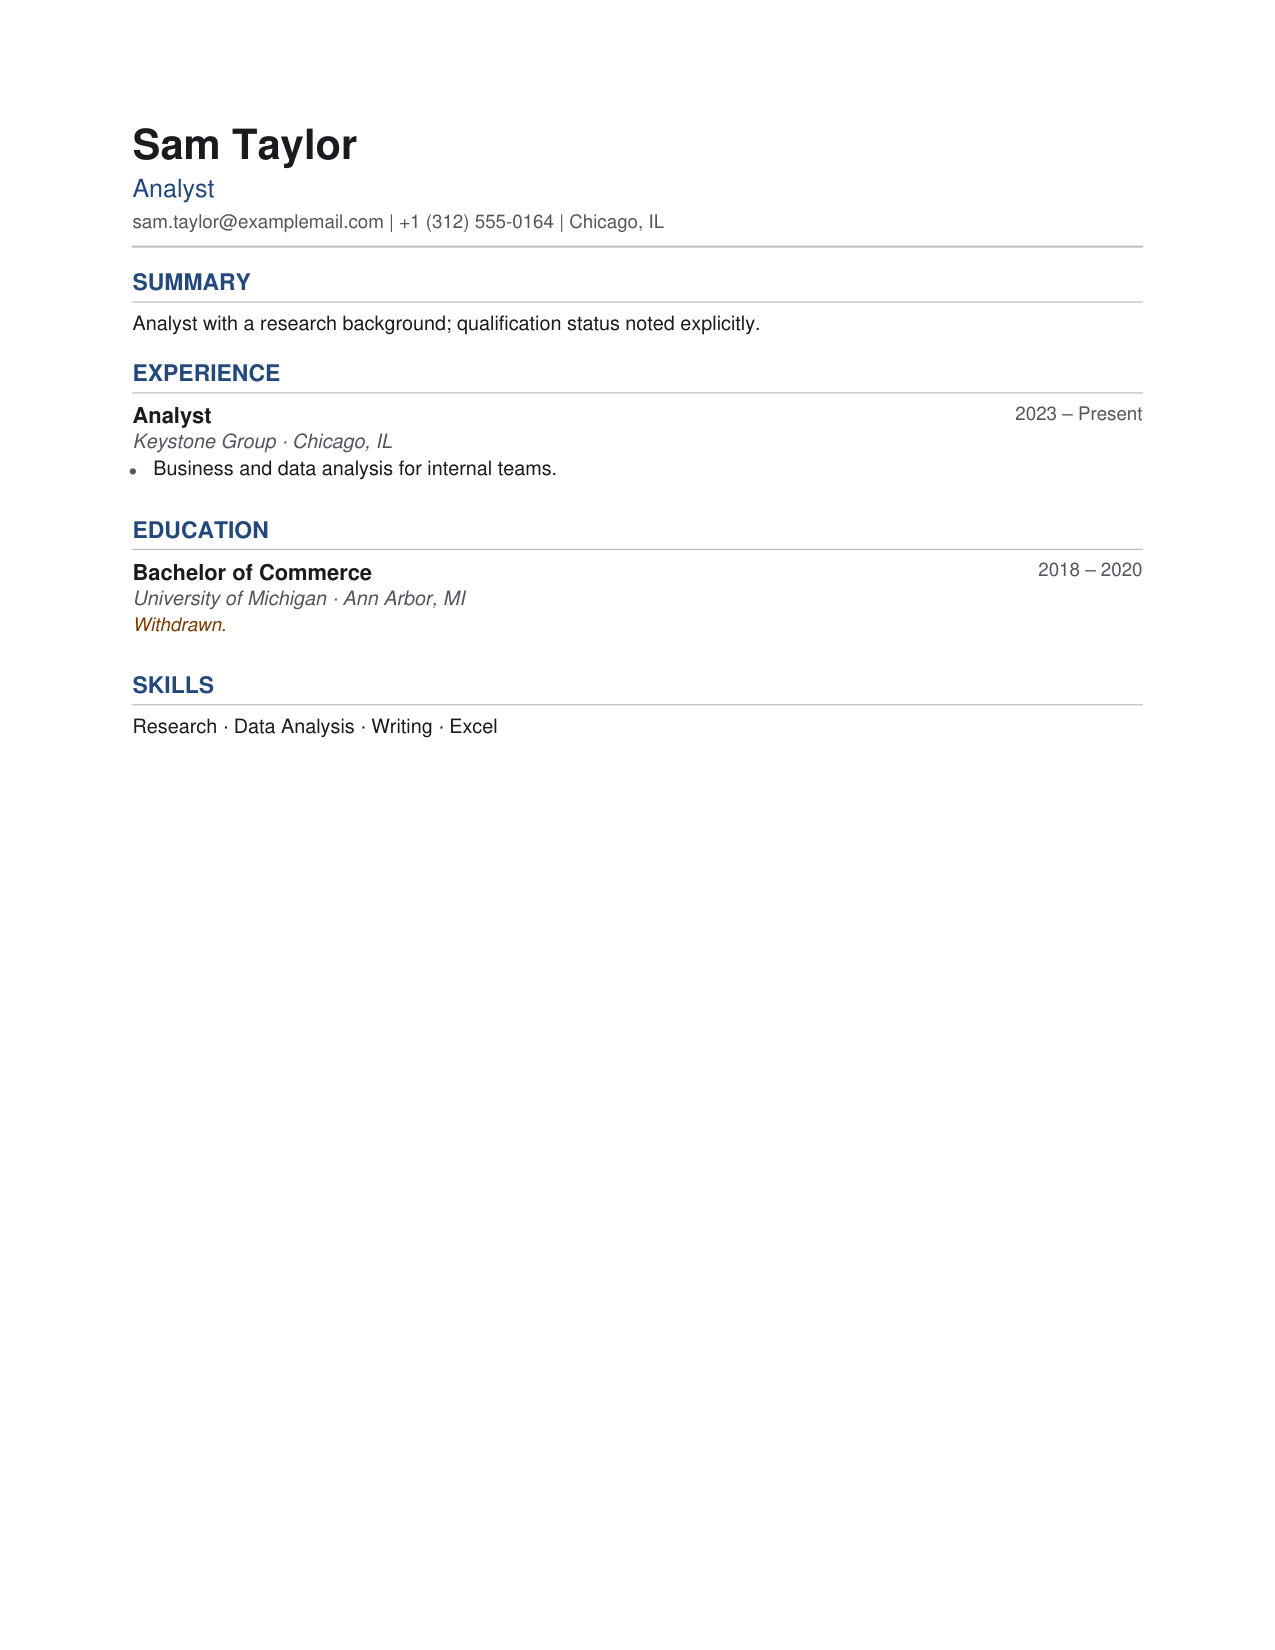 Sam Taylor
Analyst
sam.taylor@examplemail.com | +1 (312) 555-0164 | Chicago, IL
SUMMARY
Analyst with a research background; qualification status noted explicitly.
EXPERIENCE
Analyst 2023 – Present
Keystone Group · Chicago, IL
• Business and data analysis for internal teams.
EDUCATION
Bachelor of Commerce 2018 – 2020
University of Michigan · Ann Arbor, MI
Withdrawn.
SKILLS
Research · Data Analysis · Writing · Excel